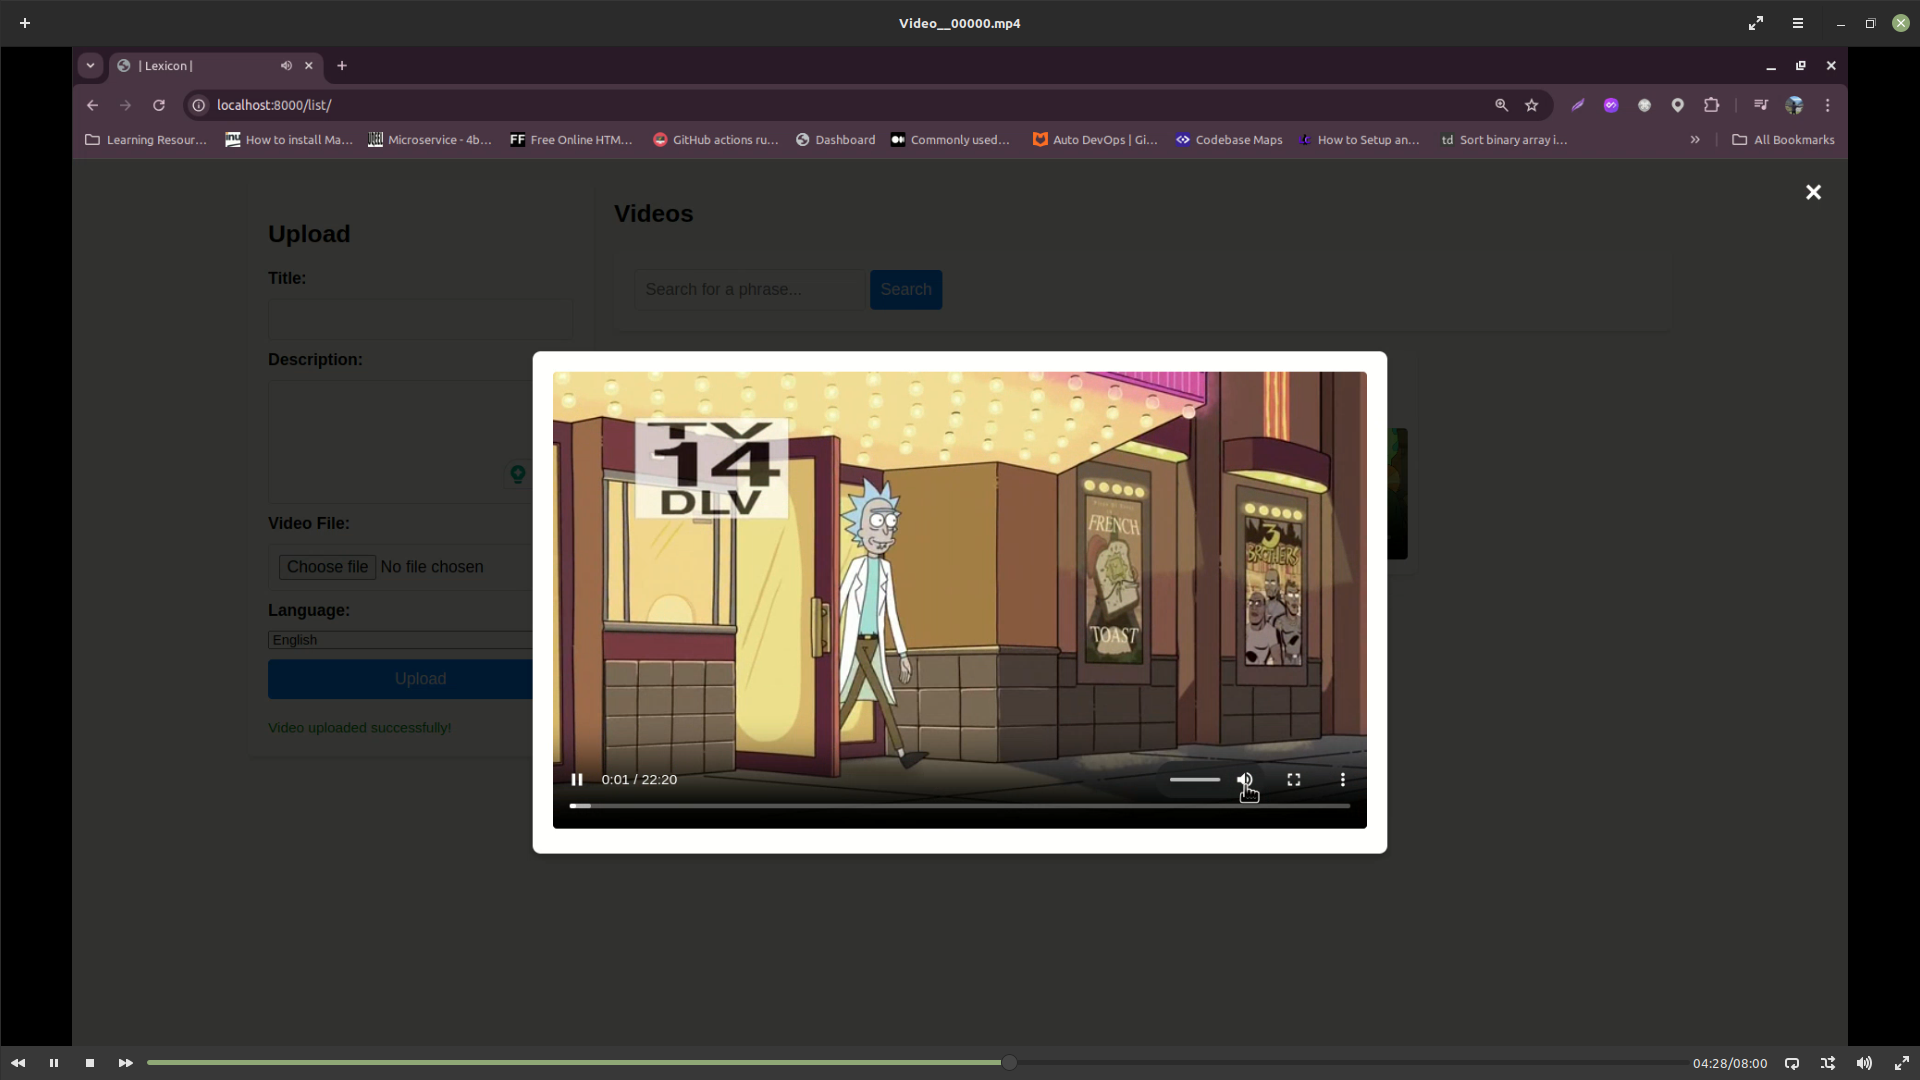 Video__00000.mp4
| Lexicon |
localhost:8000/list/
Learning Resour...
How to install Ma...
Microservice - 4b...
FF Free Online HTM...
GitHub actions ru...
Dashboard
Commonly used...
Auto DevOps | Gi...
Codebase Maps
How to Setup an...
td Sort binary array i...
»
All Bookmarks
Upload
Title:
Description:
Video File:
Choose file No file chosen
Language:
English
Upload
Video uploaded successfully!
Videos
Search for a phrase...
Search
TV
14
DLV
FRENCH
TOAST
3
BROTHERS
0:01 / 22:20
04:28/08:00